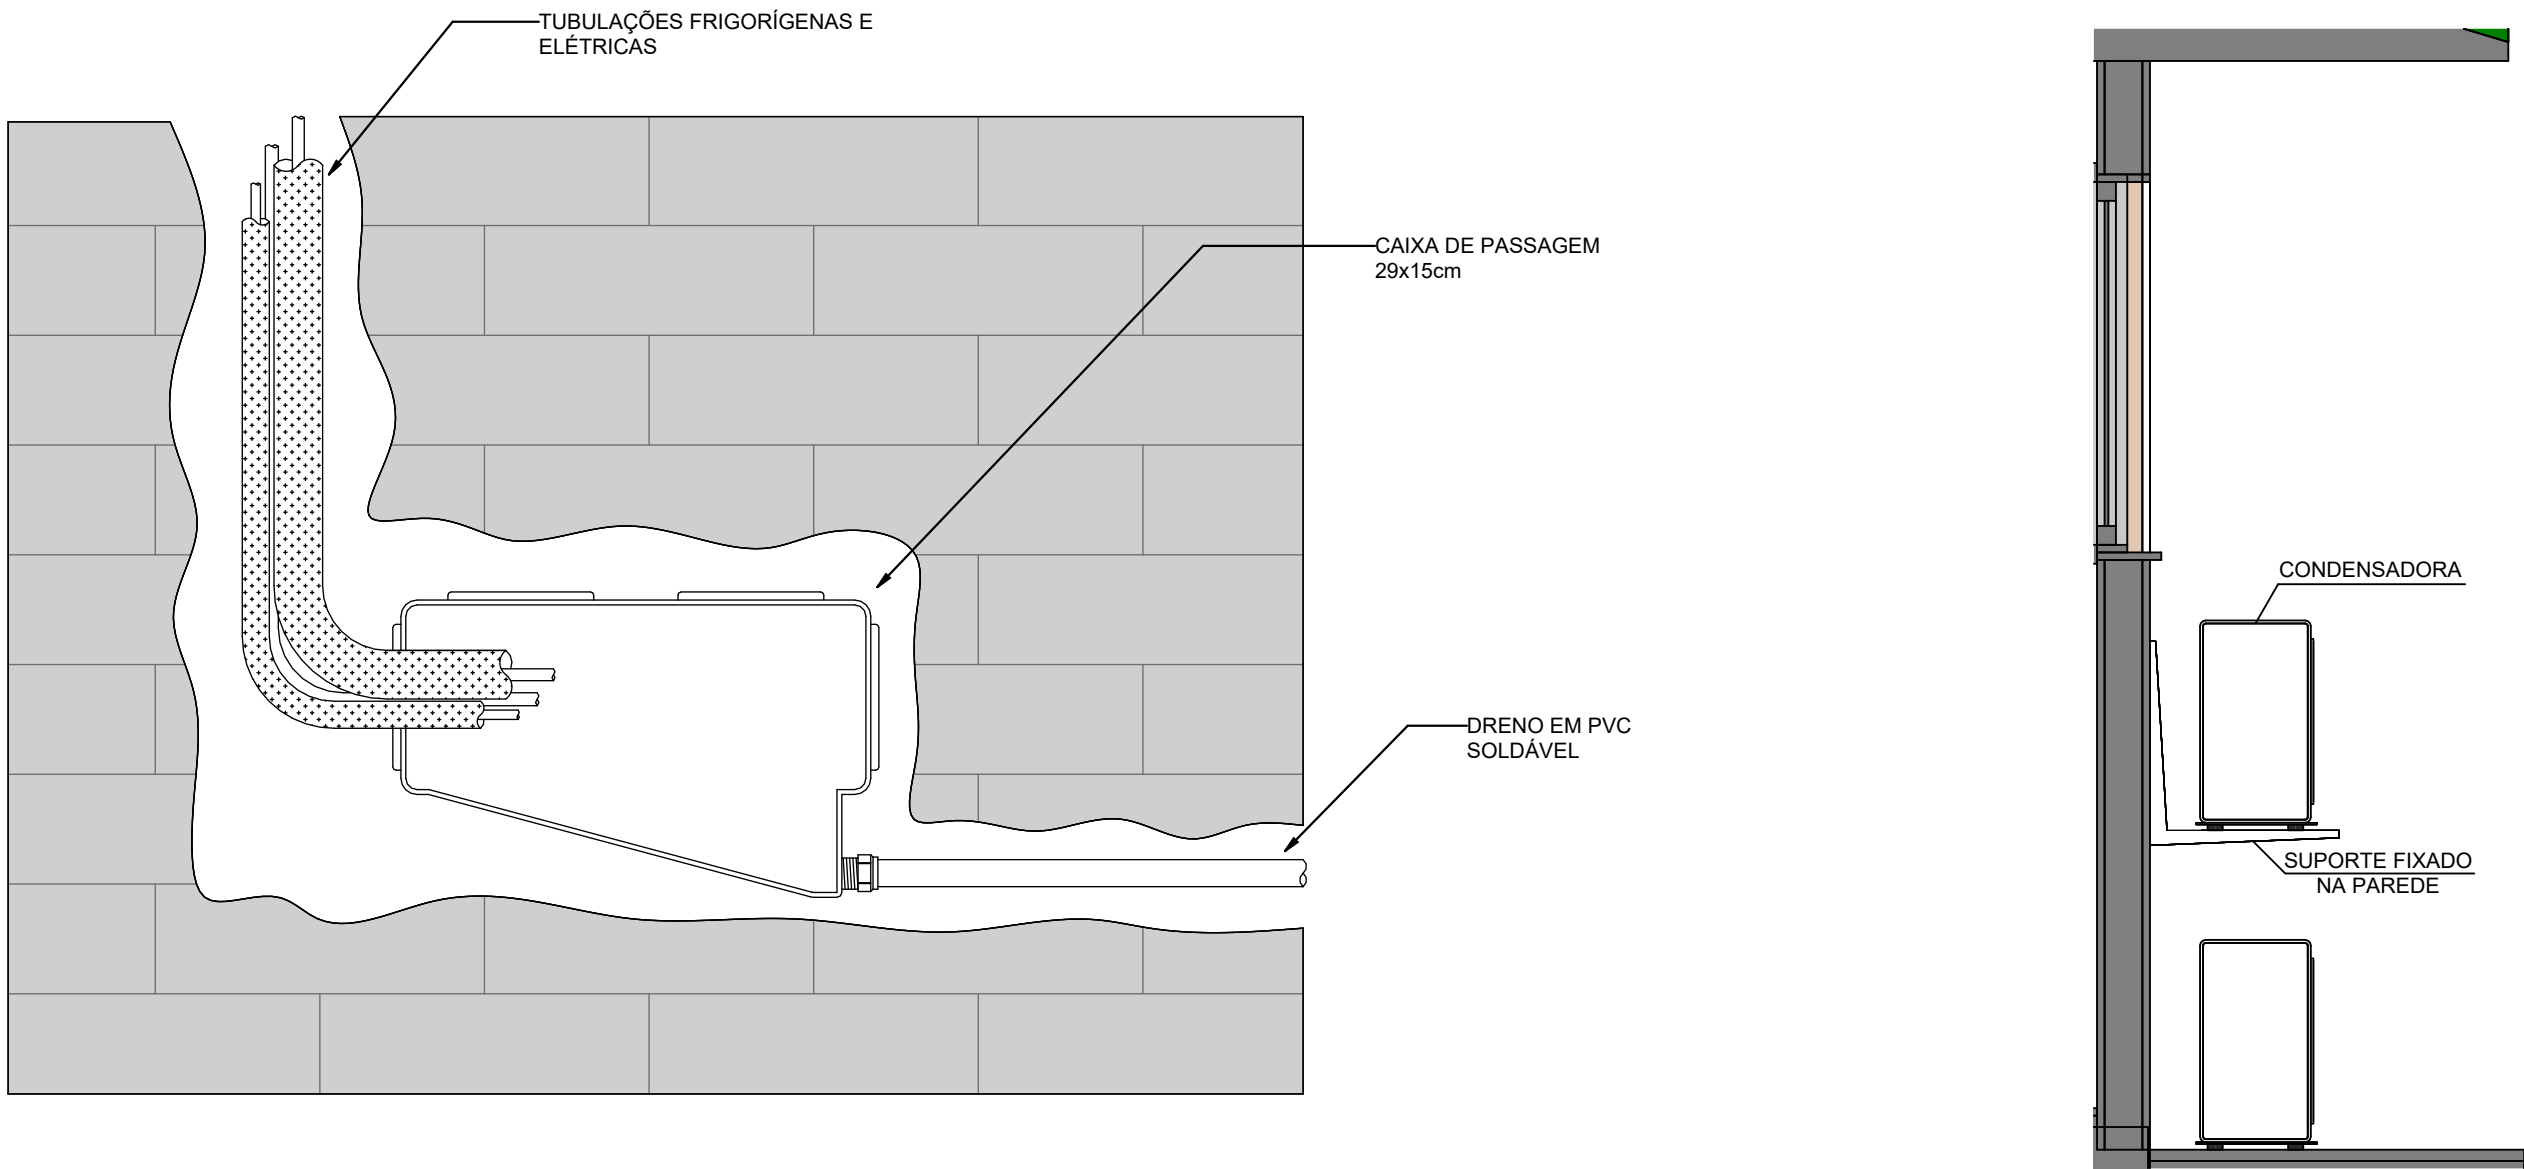 TUBULAÇÕES FRIGORÍGENAS E
ELÉTRICAS
CAIXA DE PASSAGEM
29x15cm
DRENO EM PVC
SOLDÁVEL
CONDENSADORA
SUPORTE FIXADO
NA PAREDE